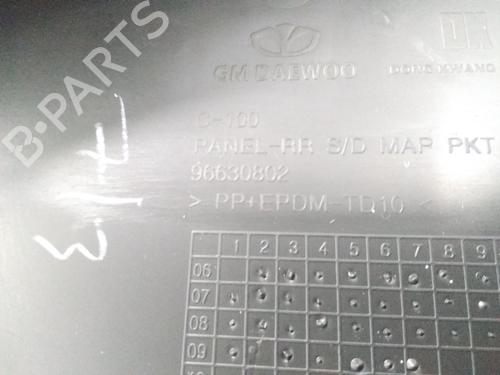 B-PARTS
GM DAEWOO
DONG KWANG
C-100
PANEL-RR S/D MAP PKT
96630802
> PP+EPDM-TD10 <
1 2 3 4 5 6 7 8 9
06
07
08
09